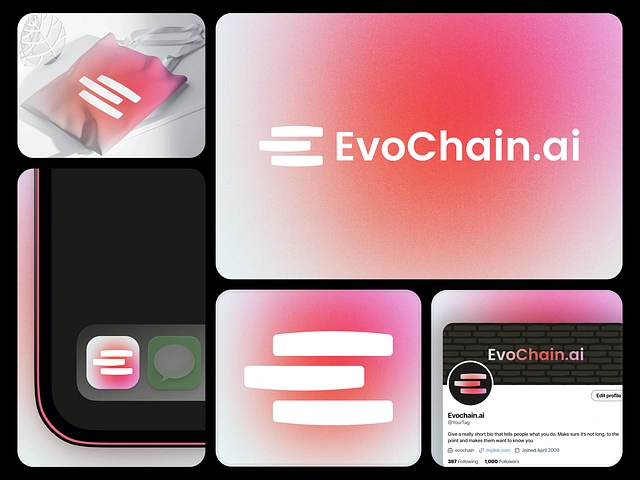 EvoChain.ai
EvoChain.ai
Edit profile
Evochain.ai
@YourTag
Give a really short bio that tells people what you do. Make sure it's not long, to the
point and makes them want to know you
evochain mylink.com Joined April 2009
387 Following 1,000 Followers